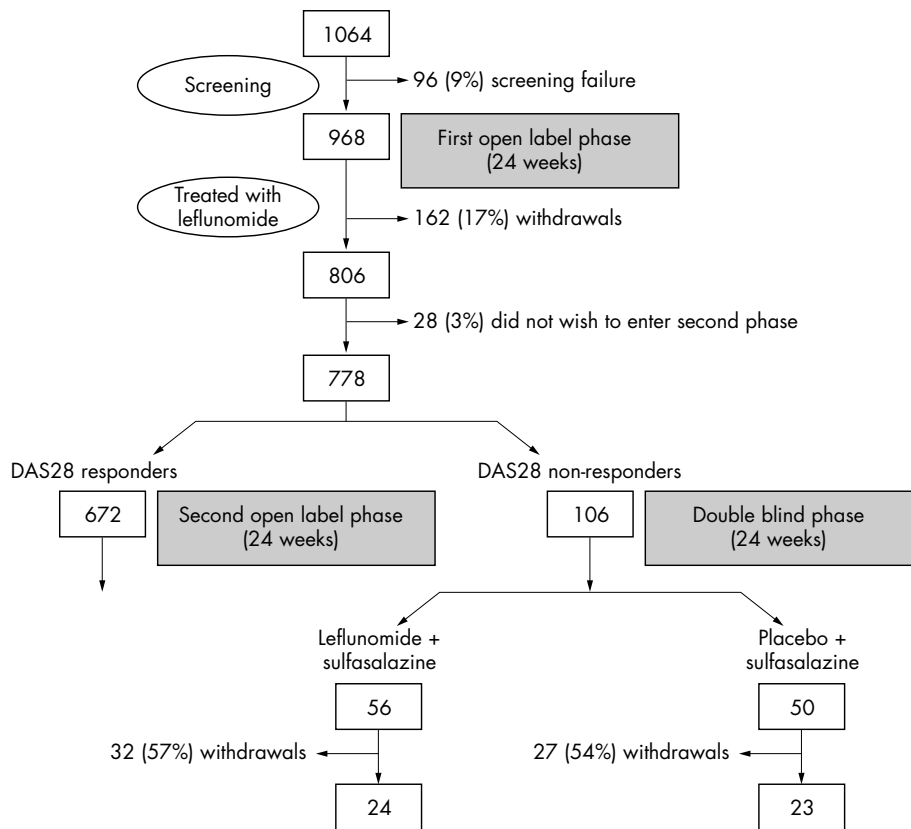 1064
Screening
96 (9%) screening failure
968
First open label phase
(24 weeks)
Treated with
leflunomide
162 (17%) withdrawals
806
28 (3%) did not wish to enter second phase
778
DAS28 responders
DAS28 non-responders
672
Second open label phase
(24 weeks)
106
Double blind phase
(24 weeks)
Leflunomide +
sulfasalazine
Placebo +
sulfasalazine
56
50
32 (57%) withdrawals
27 (54%) withdrawals
24
23